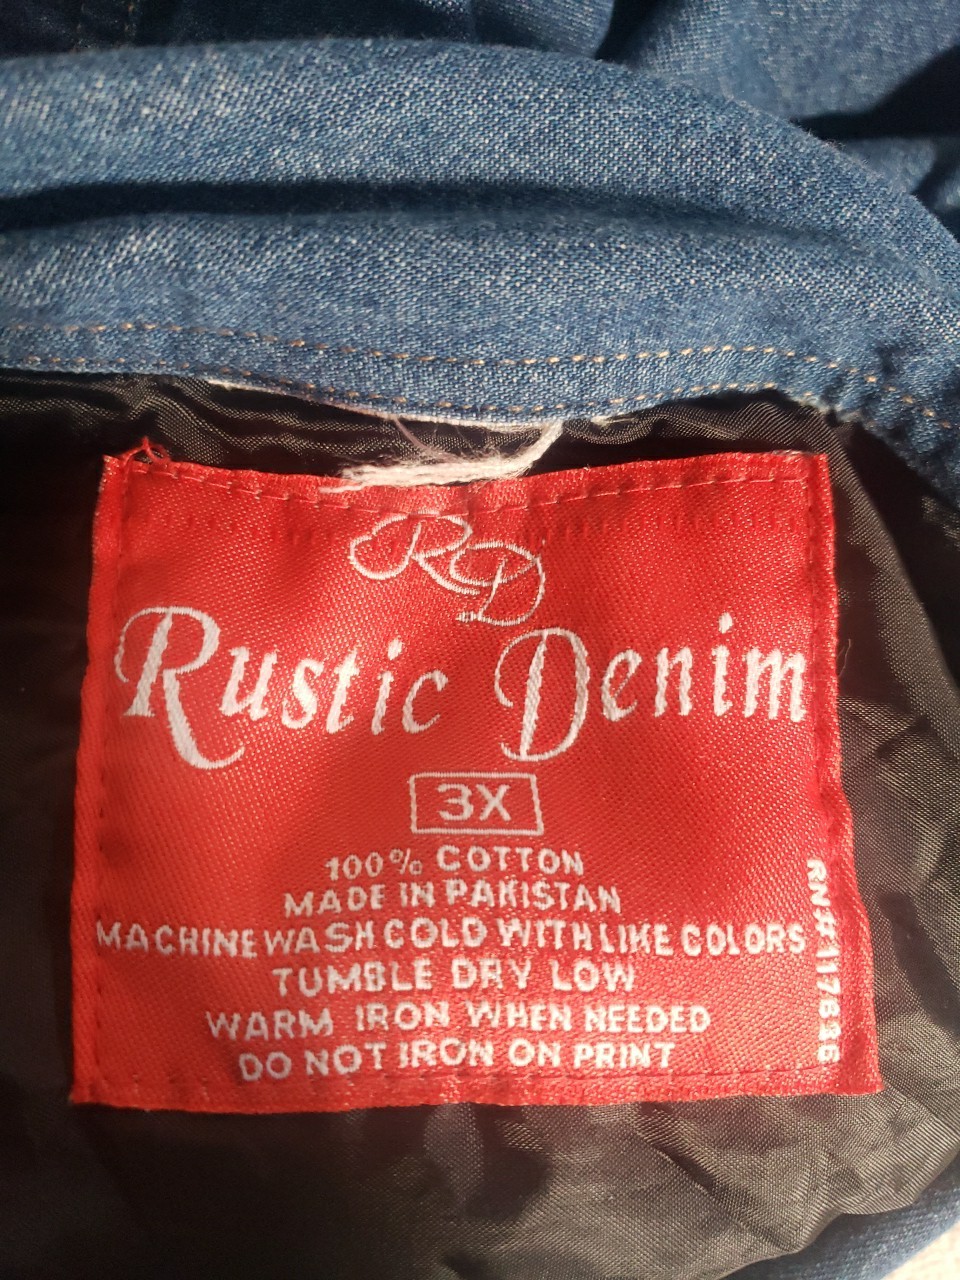 RD
Rustic Denim
3X
100% COTTON
MADE IN PAKISTAN
MACHINE WASH COLD WITH LIKE COLORS
TUMBLE DRY LOW
WARM IRON WHEN NEEDED
DO NOT IRON ON PRINT
RN# 117636